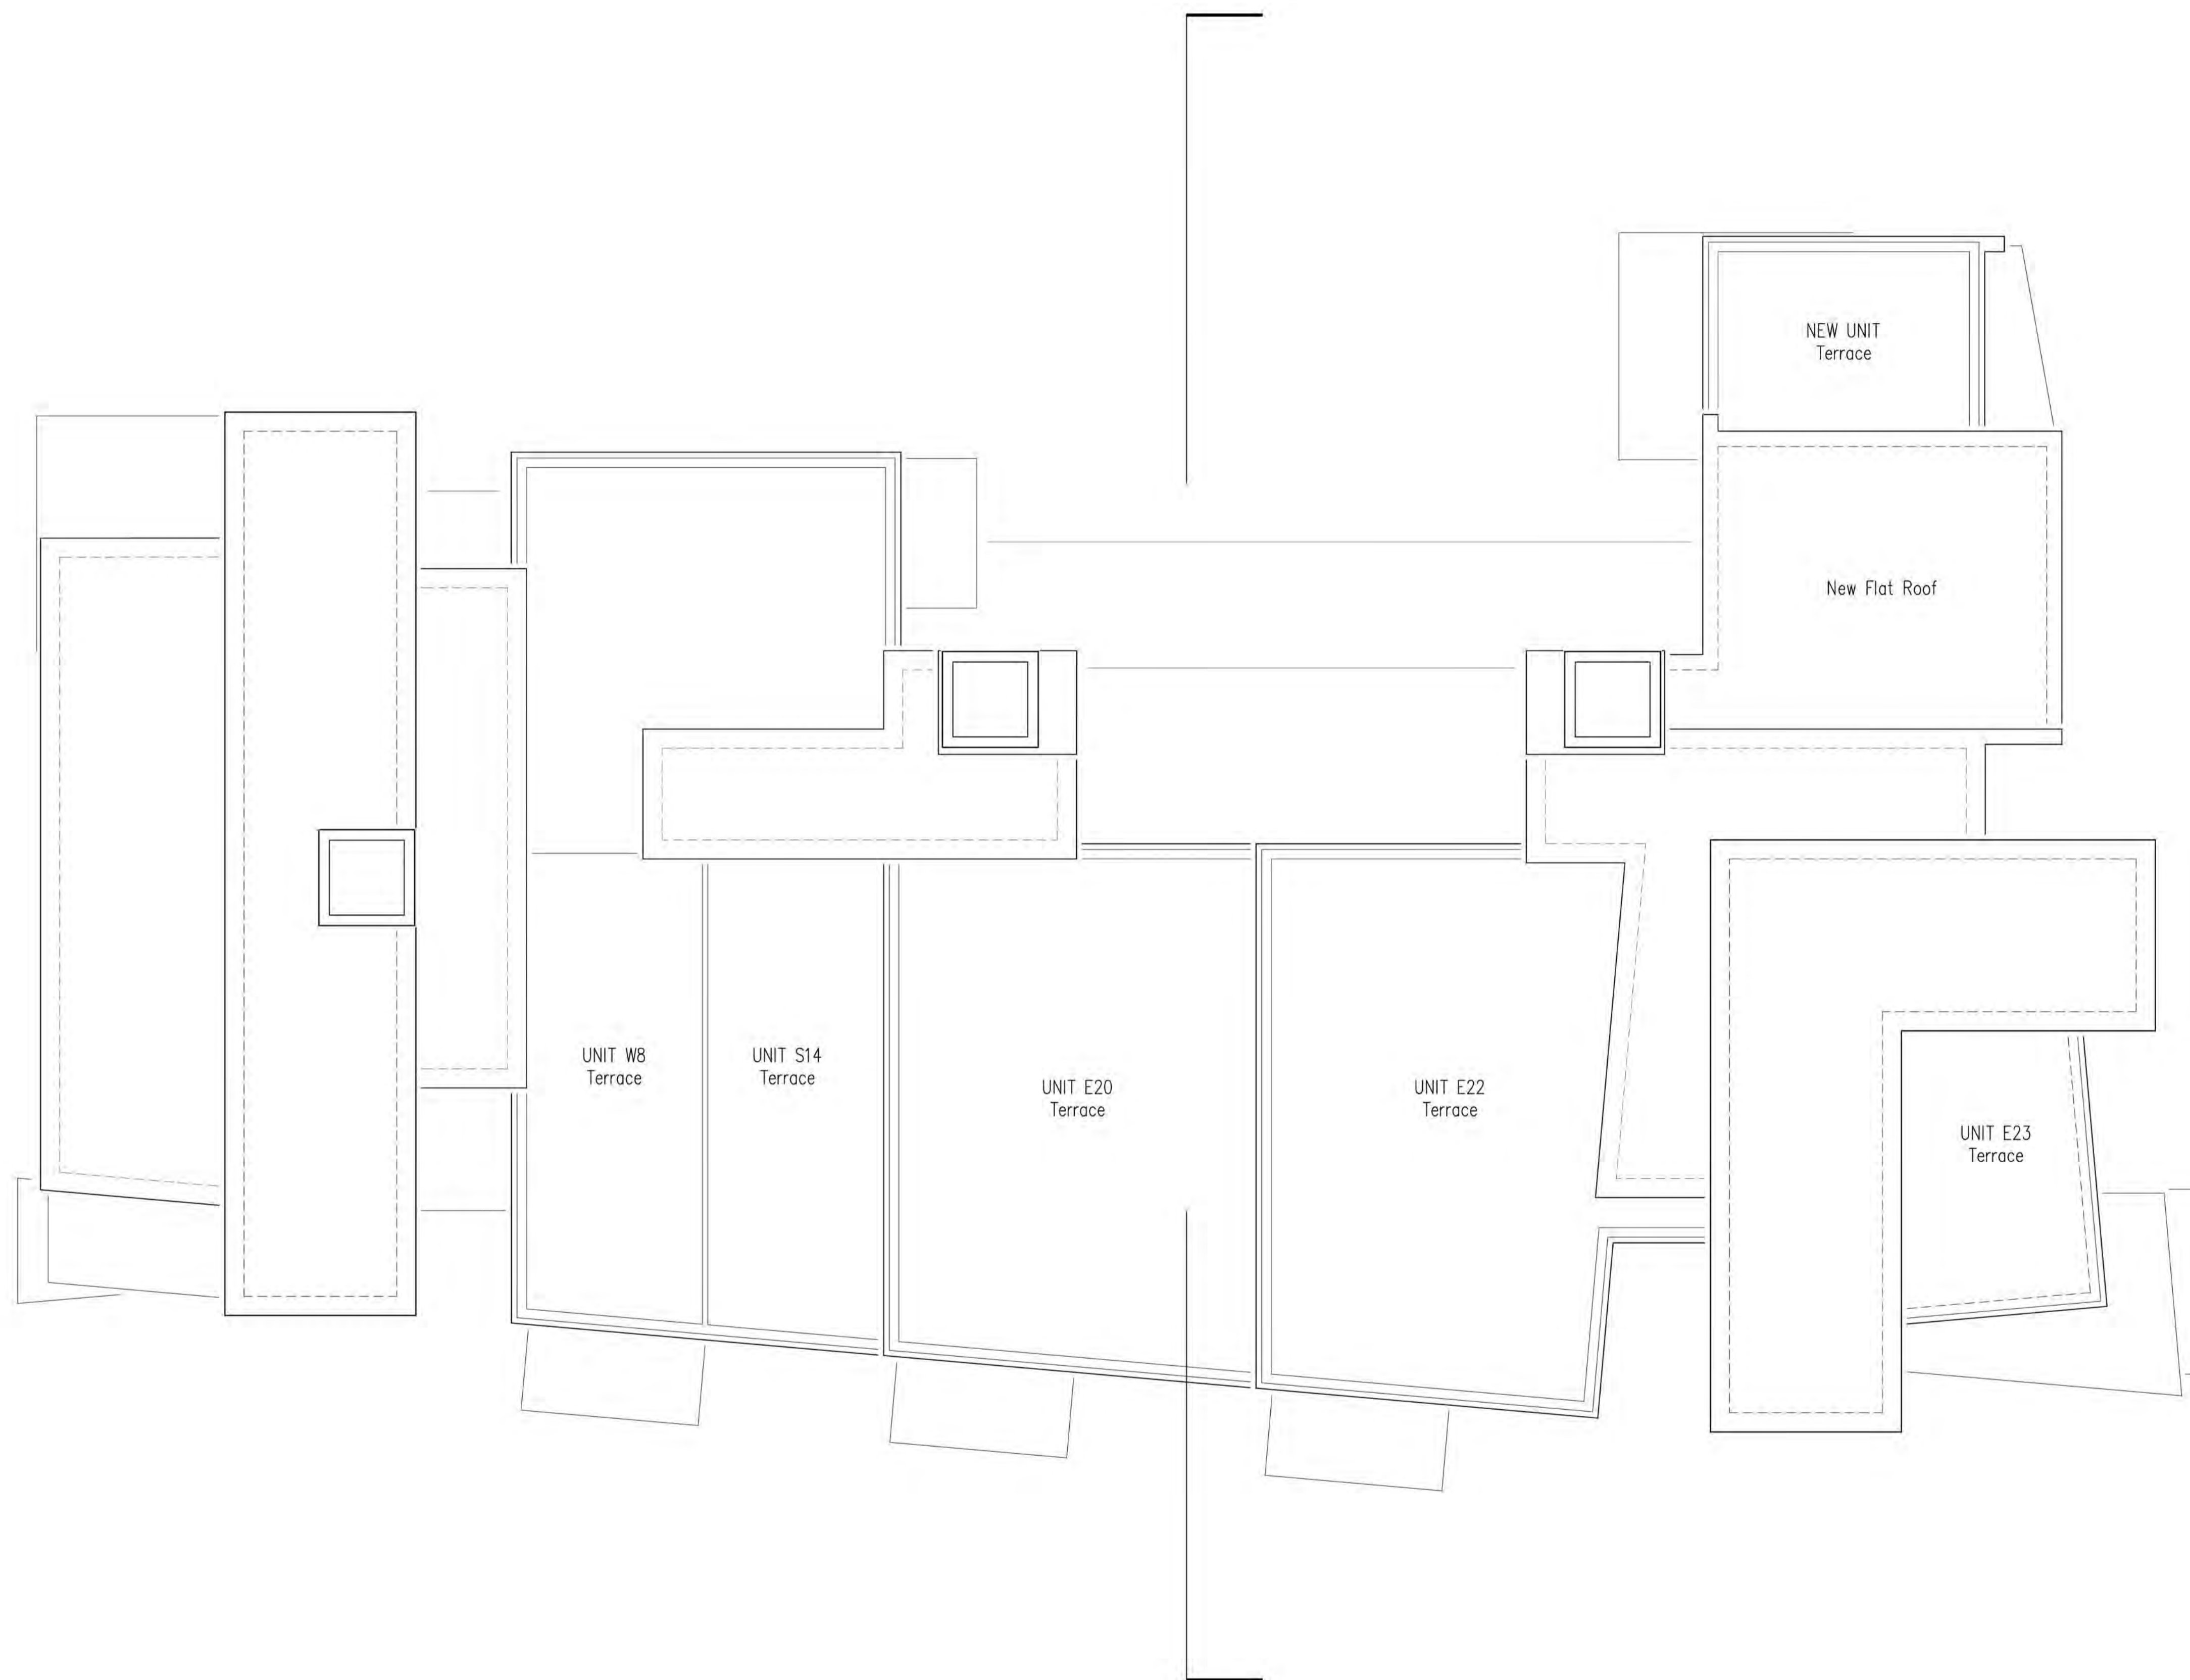 NEW UNIT
Terrace
New Flat Roof
UNIT W8
Terrace
UNIT S14
Terrace
UNIT E20
Terrace
UNIT E22
Terrace
UNIT E23
Terrace